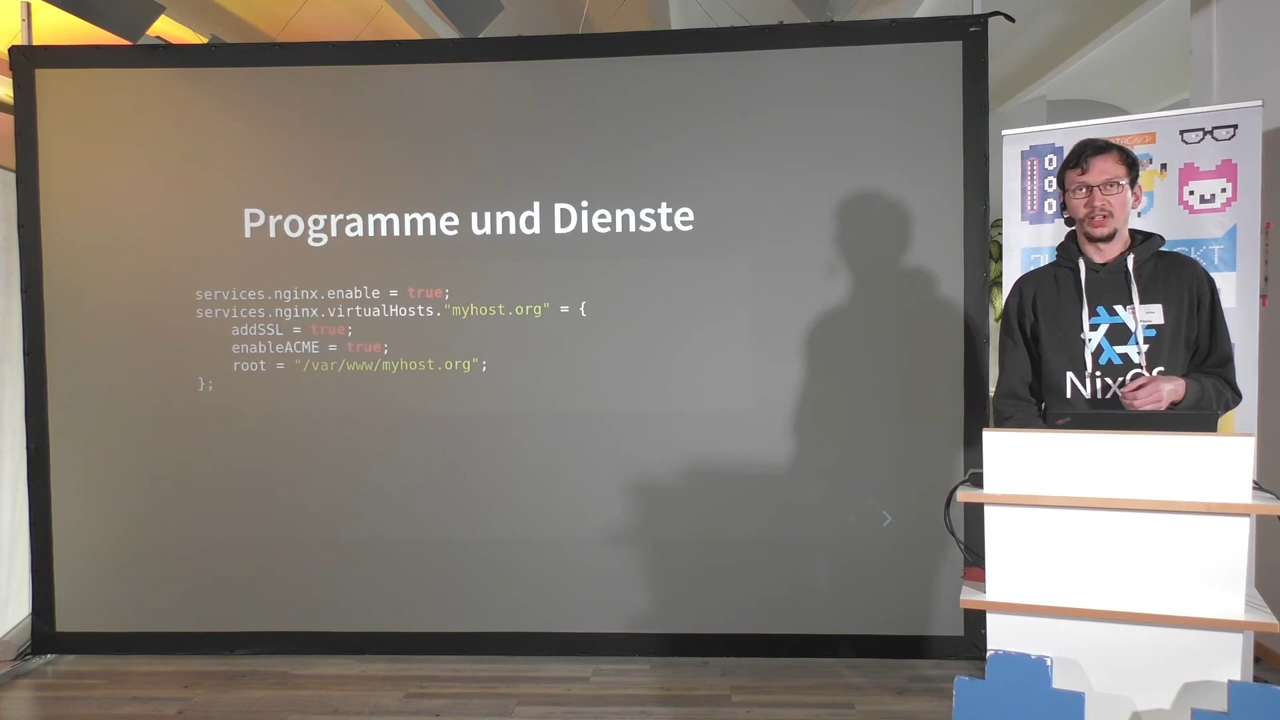 Programme und Dienste
services.nginx.enable = true;
services.nginx.virtualHosts."myhost.org" = {
addSSL = true;
enableACME = true;
root = "/var/www/myhost.org";
};